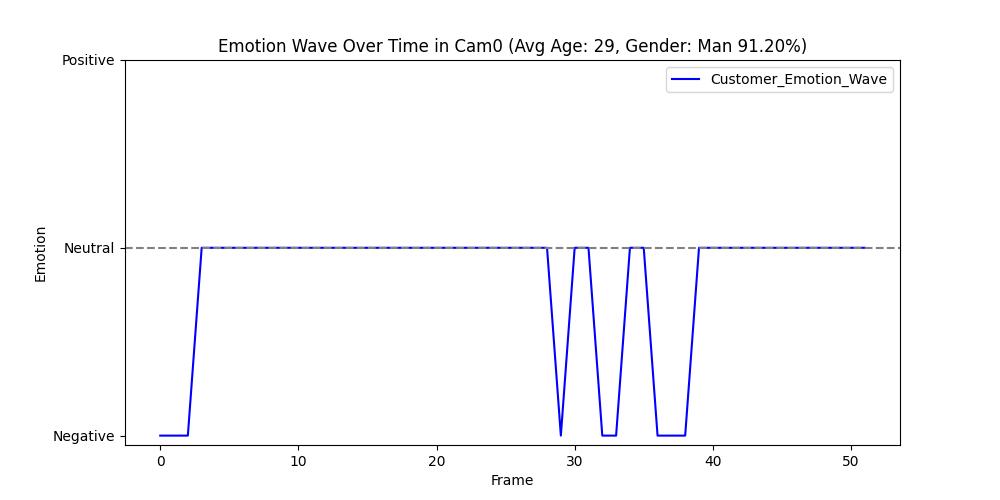 Emotion Wave Over Time in Cam0 (Avg Age: 29, Gender: Man 91.20%)
Positive
Customer_Emotion_Wave
Emotion
Neutral
Negative
0 10 20 30 40 50
Frame